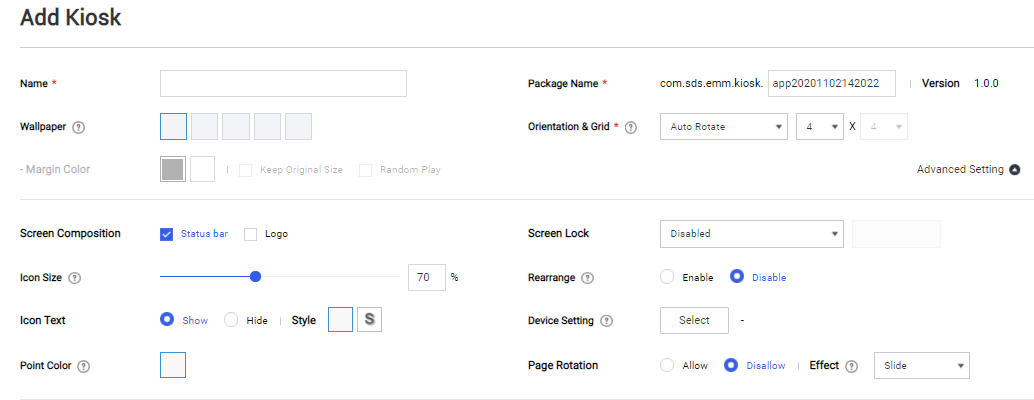 Add Kiosk
Name * Package Name * com.sds.emm.kiosk. app20201102142022 | Version 1.0.0
Wallpaper ? Orientation & Grid * ? Auto Rotate 4 X 4
- Margin Color | Keep Original Size Random Play Advanced Setting
Screen Composition Status bar Logo Screen Lock Disabled
Icon Size ? 70 % Rearrange ? Enable Disable
Icon Text Show Hide | Style S Device Setting ? Select -
Point Color ? Page Rotation Allow Disallow | Effect ? Slide